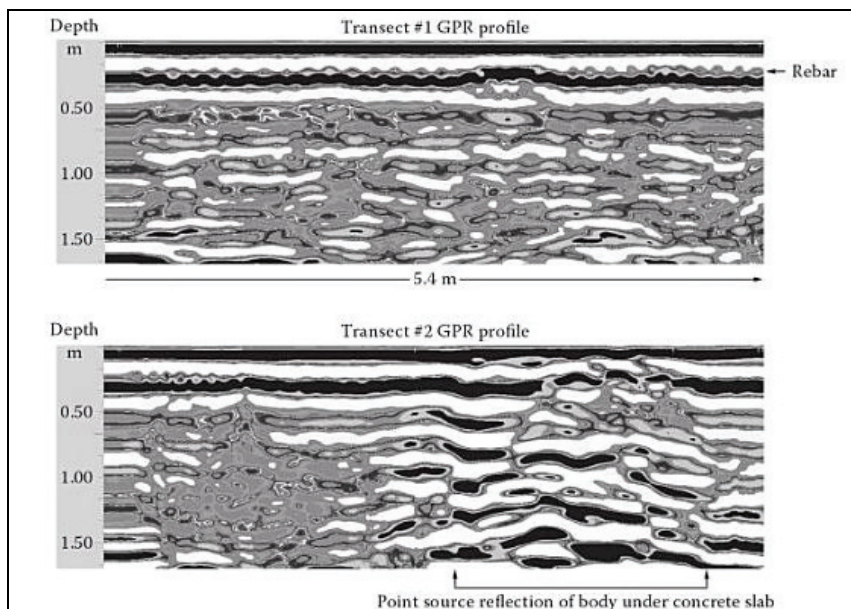 Depth Transect #1 GPR profile
m
Rebar
0.50
1.00
1.50
5.4 m
Depth Transect #2 GPR profile
m
0.50
1.00
1.50
Point source reflection of body under concrete slab